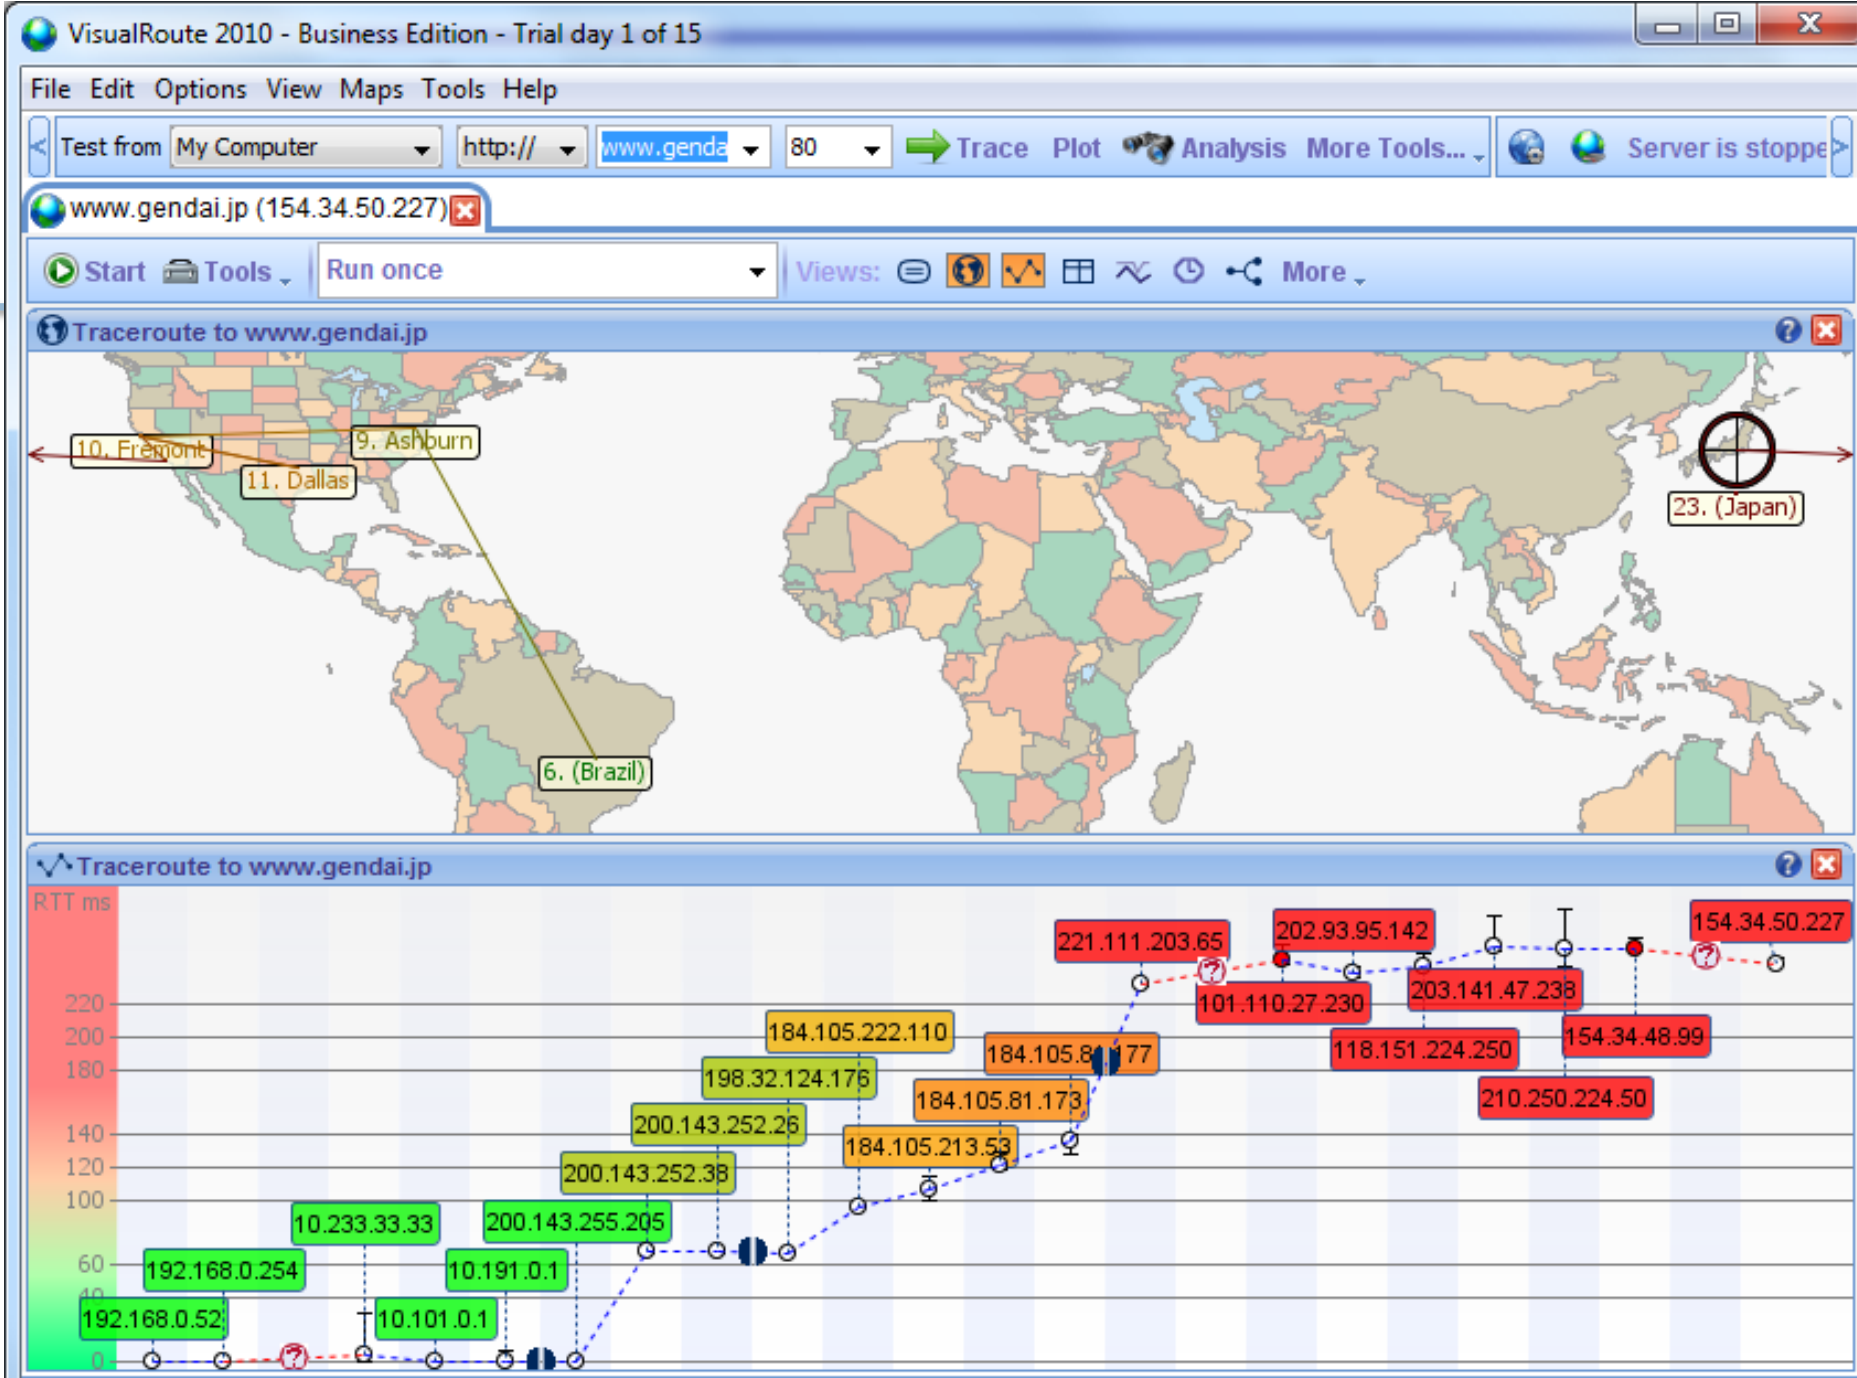 VisualRoute 2010 - Business Edition - Trial day 1 of 15
File Edit Options View Maps Tools Help
Test from My Computer http:// www.genda 80 Trace Plot Analysis More Tools... Server is stoppe
www.gendai.jp (154.34.50.227)
Start Tools Run once Views: More
Traceroute to www.gendai.jp
10. Fremont
9. Ashburn
11. Dallas
23. (Japan)
6. (Brazil)
Traceroute to www.gendai.jp
RTT ms
220
200
180
140
120
100
60
40
0
192.168.0.52
192.168.0.254
10.233.33.33
10.101.0.1
10.191.0.1
200.143.255.205
200.143.252.38
200.143.252.26
198.32.124.176
184.105.222.110
184.105.213.53
184.105.81.173
184.105.81.177
221.111.203.65
101.110.27.230
202.93.95.142
118.151.224.250
203.141.47.238
210.250.224.50
154.34.48.99
154.34.50.227